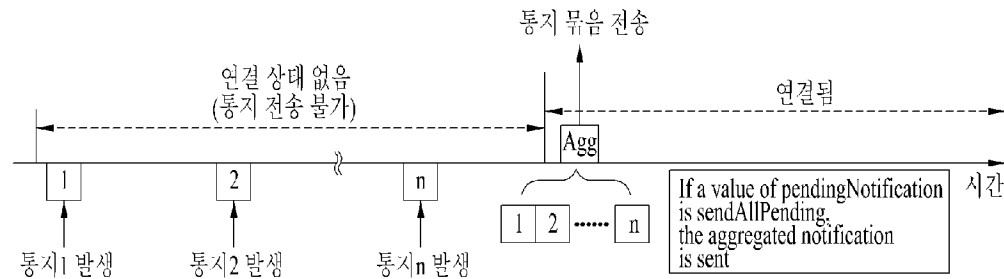 통지 묶음 전송
연결 상태 없음
(통지 전송 불가)
연결됨
Agg
1
2
n
시간
1 2 ...... n
If a value of pendingNotification
is sendAllPending,
the aggregated notification
is sent
통지1 발생
통지2 발생
통지n 발생